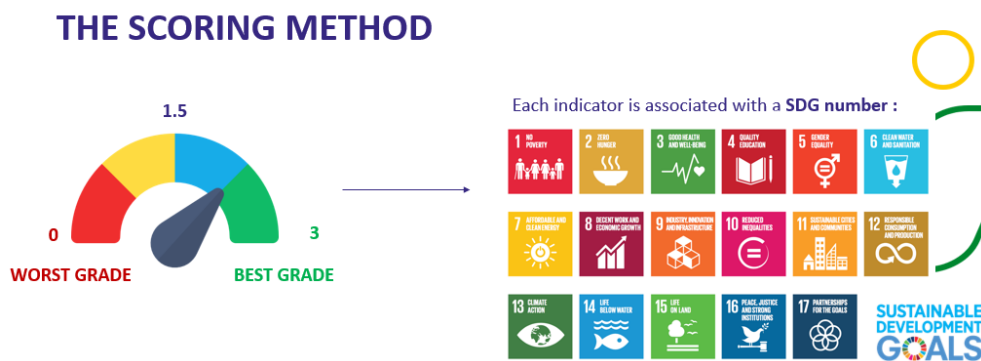 THE SCORING METHOD
1.5
0
3
WORST GRADE
BEST GRADE
Each indicator is associated with a SDG number :
1 NO
POVERTY
2 ZERO
HUNGER
3 GOOD HEALTH
AND WELL-BEING
4 QUALITY
EDUCATION
5 GENDER
EQUALITY
6 CLEAN WATER
AND SANITATION
7 AFFORDABLE AND
CLEAN ENERGY
8 DECENT WORK AND
ECONOMIC GROWTH
9 INDUSTRY, INNOVATION
AND INFRASTRUCTURE
10 REDUCED
INEQUALITIES
11 SUSTAINABLE CITIES
AND COMMUNITIES
12 RESPONSIBLE
CONSUMPTION
AND PRODUCTION
13 CLIMATE
ACTION
14 LIFE
BELOW WATER
15 LIFE
ON LAND
16 PEACE, JUSTICE
AND STRONG
INSTITUTIONS
17 PARTNERSHIPS
FOR THE GOALS
SUSTAINABLE
DEVELOPMENT
GOALS